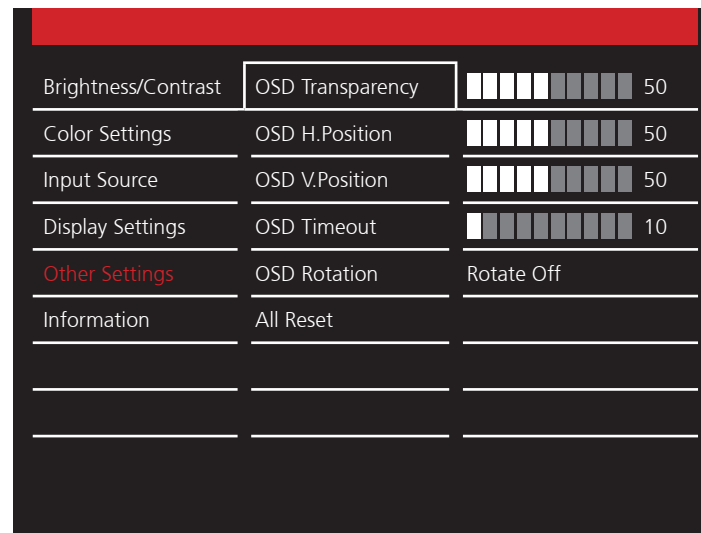 Brightness/Contrast OSD Transparency 50
Color Settings OSD H.Position 50
Input Source OSD V.Position 50
Display Settings OSD Timeout 10
Other Settings OSD Rotation Rotate Off
Information All Reset